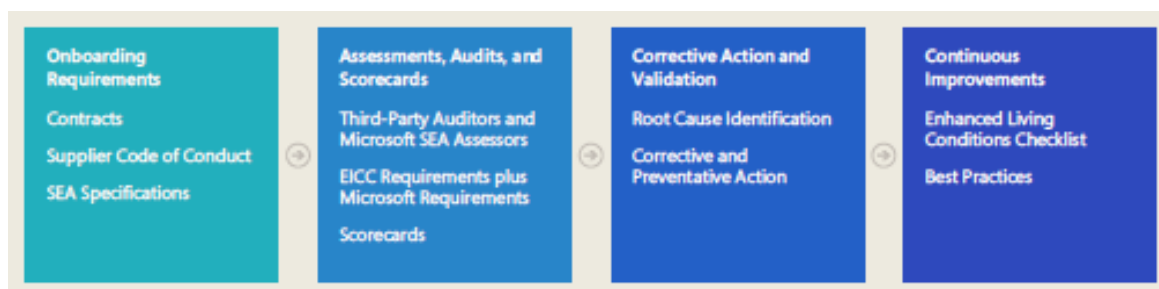 Onboarding
Requirements
Contracts
Supplier Code of Conduct
SEA Specifications
Assessments, Audits, and
Scorecards
Third-Party Auditors and
Microsoft SEA Assessors
EICC Requirements plus
Microsoft Requirements
Scorecards
Corrective Action and
Validation
Root Cause Identification
Corrective and
Preventative Action
Continuous
Improvements
Enhanced Living
Conditions Checklist
Best Practices